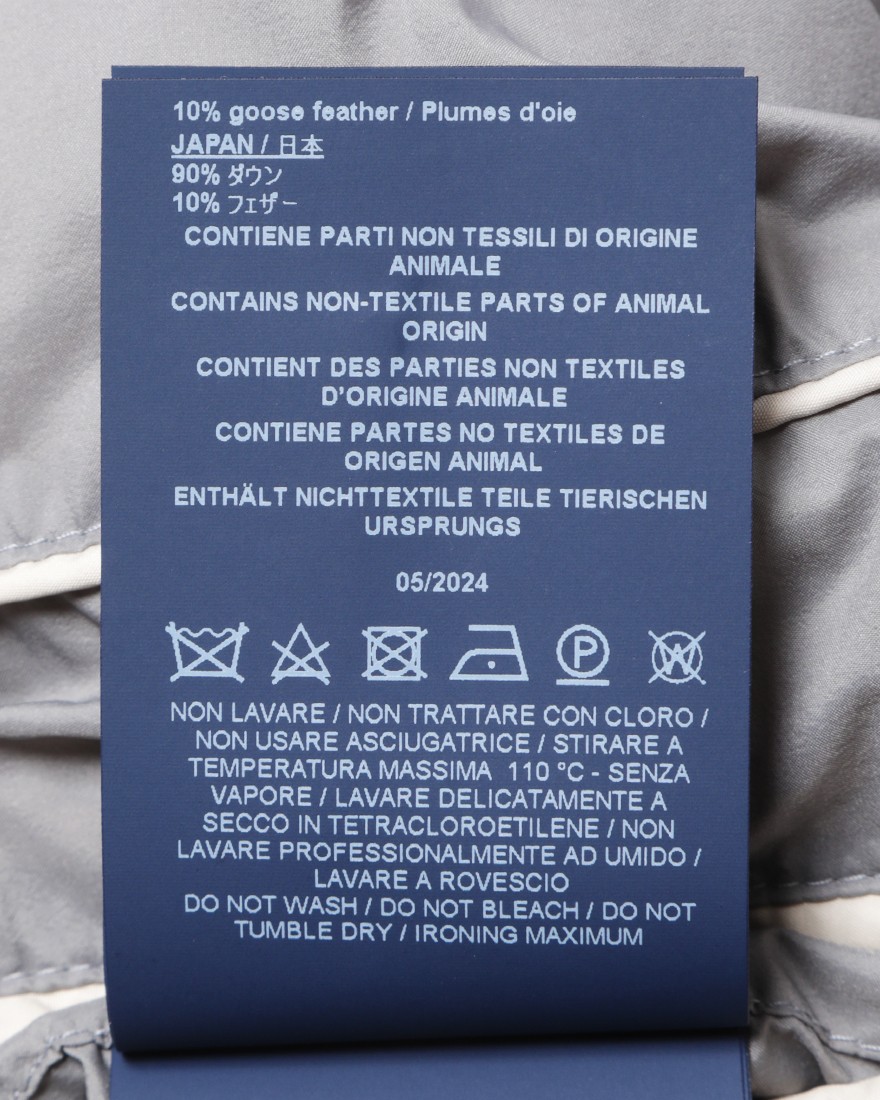 10% goose feather / Plumes d'oie
JAPAN / 日本
90% ダウン
10% フェザー
CONTIENE PARTI NON TESSILI DI ORIGINE
ANIMALE
CONTAINS NON-TEXTILE PARTS OF ANIMAL
ORIGIN
CONTIENT DES PARTIES NON TEXTILES
D'ORIGINE ANIMALE
CONTIENE PARTES NO TEXTILES DE
ORIGEN ANIMAL
ENTHÄLT NICHTTEXTILE TEILE TIERISCHEN
URSPRUNGS
05/2024
P W
NON LAVARE / NON TRATTARE CON CLORO /
NON USARE ASCIUGATRICE / STIRARE A
TEMPERATURA MASSIMA 110 °C - SENZA
VAPORE / LAVARE DELICATAMENTE A
SECCO IN TETRACLOROETILENE / NON
LAVARE PROFESSIONALMENTE AD UMIDO /
LAVARE A ROVESCIO
DO NOT WASH / DO NOT BLEACH / DO NOT
TUMBLE DRY / IRONING MAXIMUM